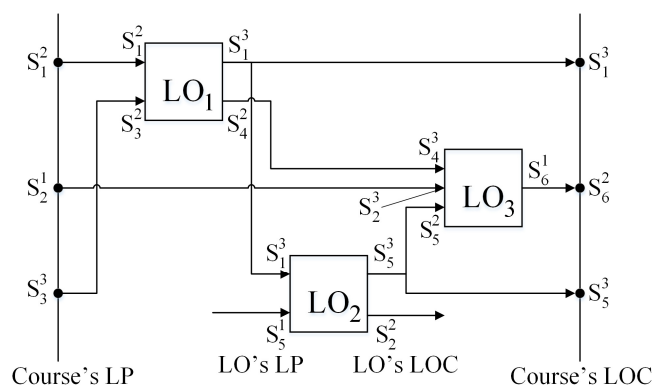 S₁² S₁² LO₁ S₁³ S₁³
S₃² S₄²
S₂¹ S₄³ LO₃ S₆¹ S₆²
S₂³
S₅²
S₃³ S₁³ LO₂ S₅³ S₅³
S₅¹ S₂²
LO's LP LO's LOC
Course's LP Course's LOC